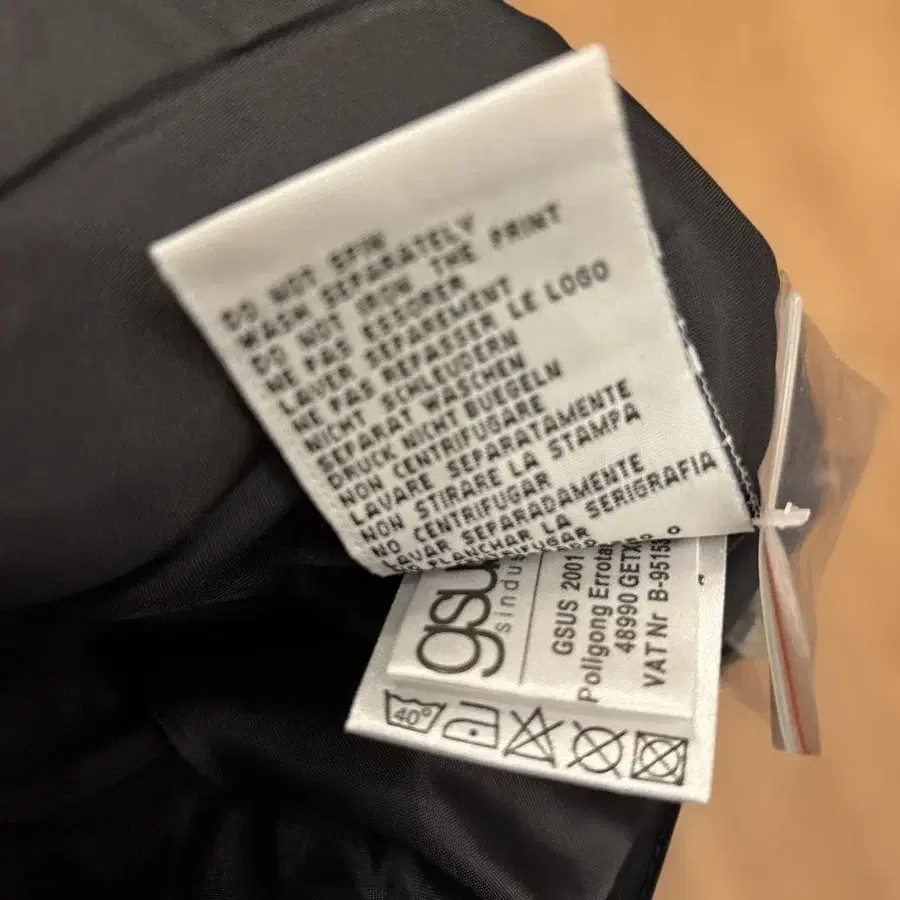 DO NOT SPIN
WASH SEPARATELY
DO NOT IRON THE PRINT
NE PAS ESSORER
LAVER SEPAREMENT
NE PAS REPASSER LE LOGO
NICHT SCHLEUDERN
SEPARAT WASCHEN
DRUCK NICHT BUEGELN
NON CENTRIFUGARE
LAVARE SEPARATAMENTE
NON STIRARE LA STAMPA
NO CENTRIFUGAR
LAVAR SEPARADAMENTE
NO PLANCHAR LA SERIGRAFIA
gsus
sindus
GSUS 2001
Poligong Errota
48990 GETX
VAT Nr B-9515
40°